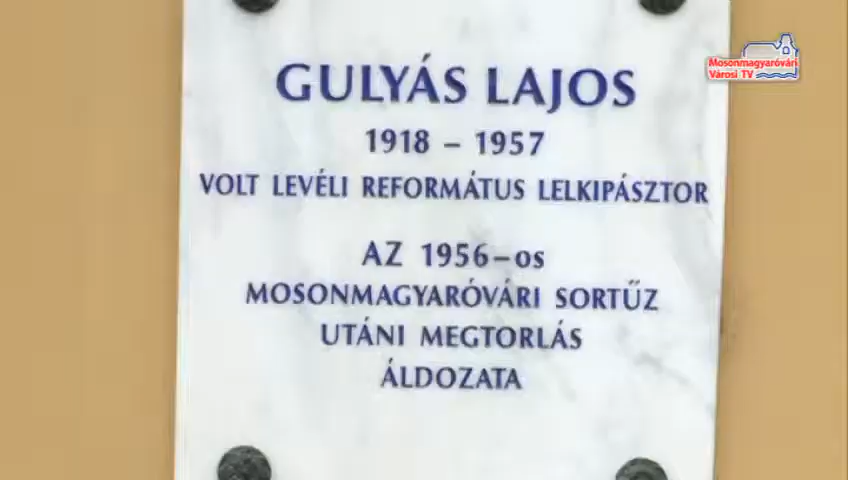 GULYÁS LAJOS
1918 – 1957
VOLT LEVÉLI REFORMÁTUS LELKIPÁSZTOR
AZ 1956–os
MOSONMAGYARÓVÁRI SORTŰZ
UTÁNI MEGTORLÁS
ÁLDOZATA
Mosonmagyaróvári
Városi TV